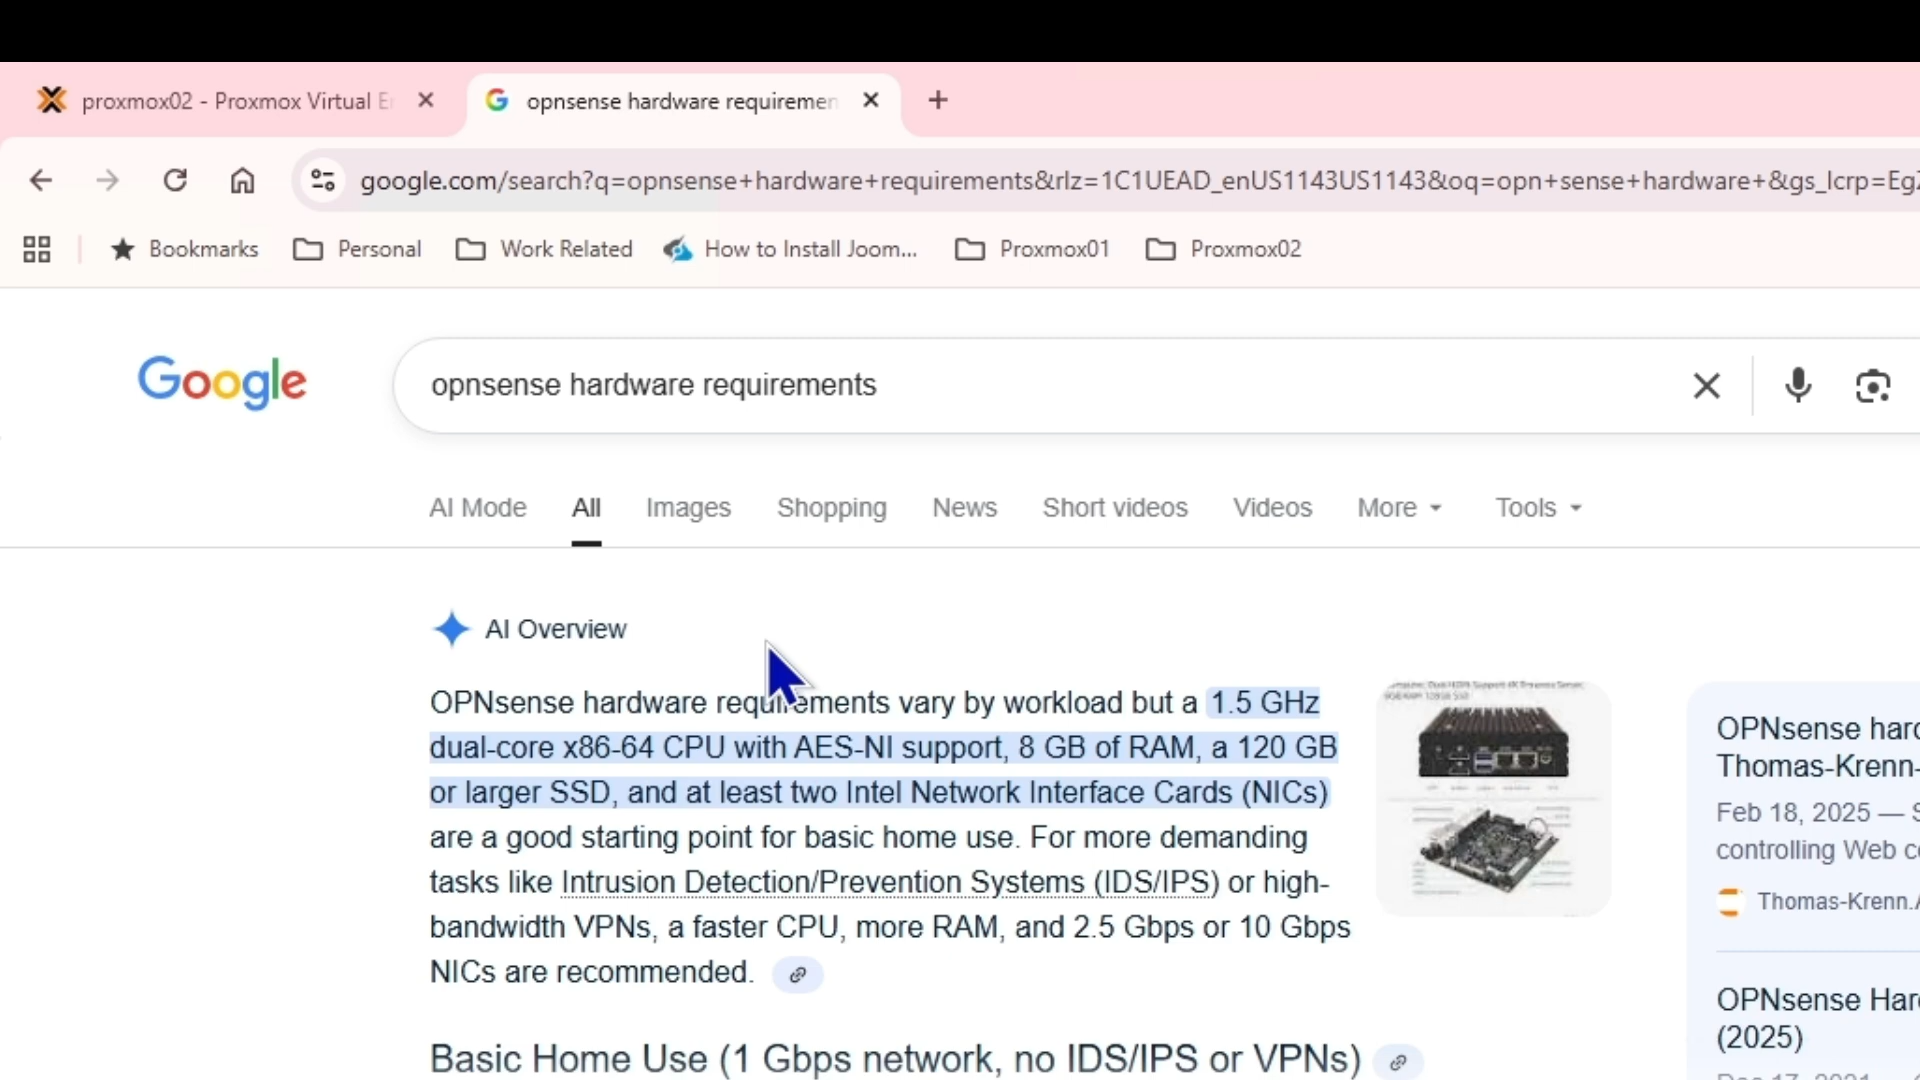 proxmox02 - Proxmox Virtual E
opnsense hardware requiremen
google.com/search?q=opnsense+hardware+requirements&rlz=1C1UEAD_enUS1143US1143&oq=opn+sense+hardware+&gs_lcrp=Eg
Bookmarks Personal Work Related How to Install Joom... Proxmox01 Proxmox02
Google
opnsense hardware requirements
AI Mode All Images Shopping News Short videos Videos More Tools
AI Overview
OPNsense hardware requirements vary by workload but a 1.5 GHz
dual-core x86-64 CPU with AES-NI support, 8 GB of RAM, a 120 GB
or larger SSD, and at least two Intel Network Interface Cards (NICs)
are a good starting point for basic home use. For more demanding
tasks like Intrusion Detection/Prevention Systems (IDS/IPS) or high-
bandwidth VPNs, a faster CPU, more RAM, and 2.5 Gbps or 10 Gbps
NICs are recommended.
Basic Home Use (1 Gbps network, no IDS/IPS or VPNs)
OPNsense hard
Thomas-Krenn-
Feb 18, 2025 — S
controlling Web c
Thomas-Krenn.A
OPNsense Har
(2025)